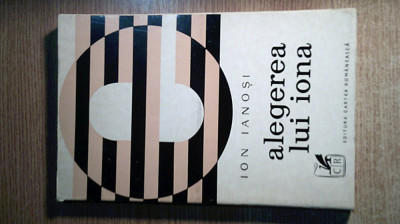 ION IANOȘI
alegerea
lui iona
EDITURA CARTEA ROMÂNEASCĂ
CR